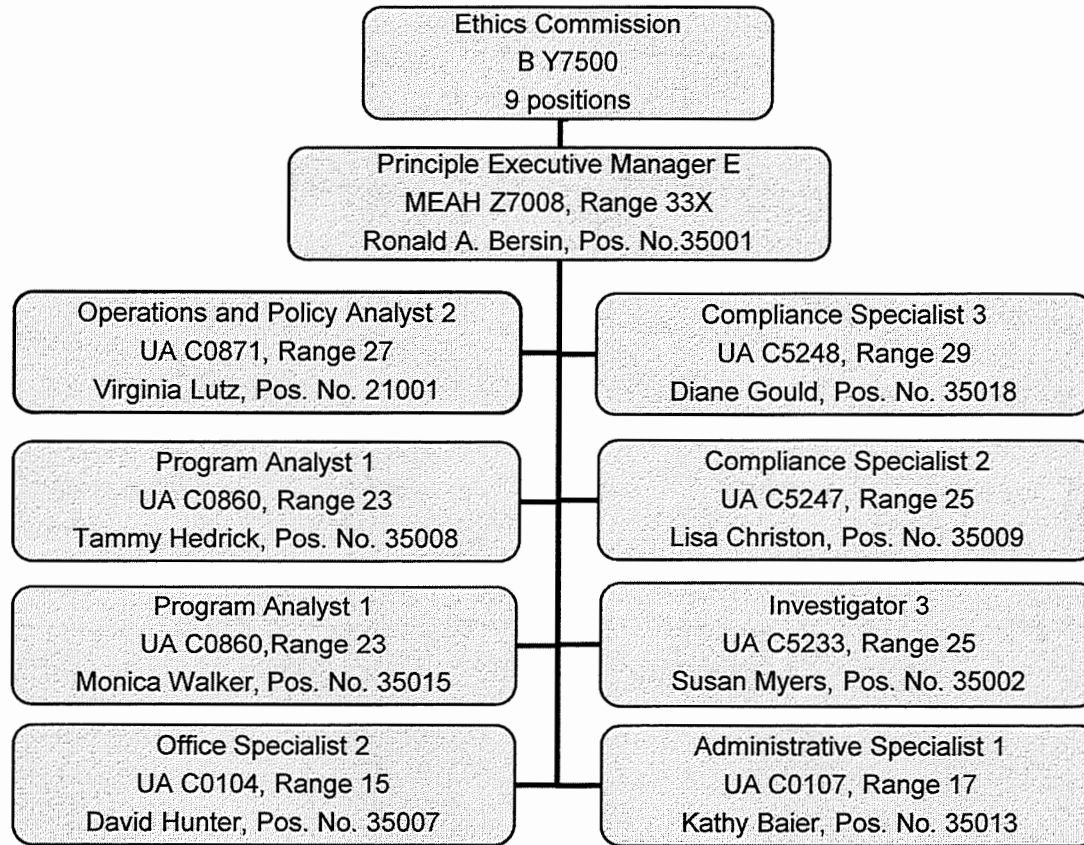 Ethics Commission
B Y7500
9 positions
Principle Executive Manager E
MEAH Z7008, Range 33X
Ronald A. Bersin, Pos. No.35001
Operations and Policy Analyst 2
UA C0871, Range 27
Virginia Lutz, Pos. No. 21001
Compliance Specialist 3
UA C5248, Range 29
Diane Gould, Pos. No. 35018
Program Analyst 1
UA C0860, Range 23
Tammy Hedrick, Pos. No. 35008
Compliance Specialist 2
UA C5247, Range 25
Lisa Christon, Pos. No. 35009
Program Analyst 1
UA C0860,Range 23
Monica Walker, Pos. No. 35015
Investigator 3
UA C5233, Range 25
Susan Myers, Pos. No. 35002
Office Specialist 2
UA C0104, Range 15
David Hunter, Pos. No. 35007
Administrative Specialist 1
UA C0107, Range 17
Kathy Baier, Pos. No. 35013